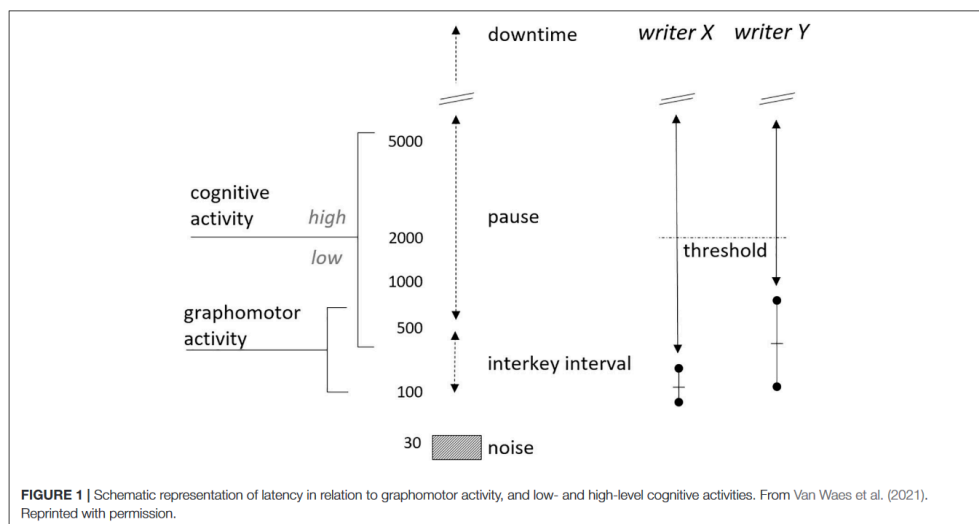 downtime
writer X writer Y
5000
cognitive
activity
high
pause
2000
low
threshold
1000
graphomotor
activity
500
interkey interval
100
30
noise
FIGURE 1 | Schematic representation of latency in relation to graphomotor activity, and low- and high-level cognitive activities. From Van Waes et al. (2021).
Reprinted with permission.